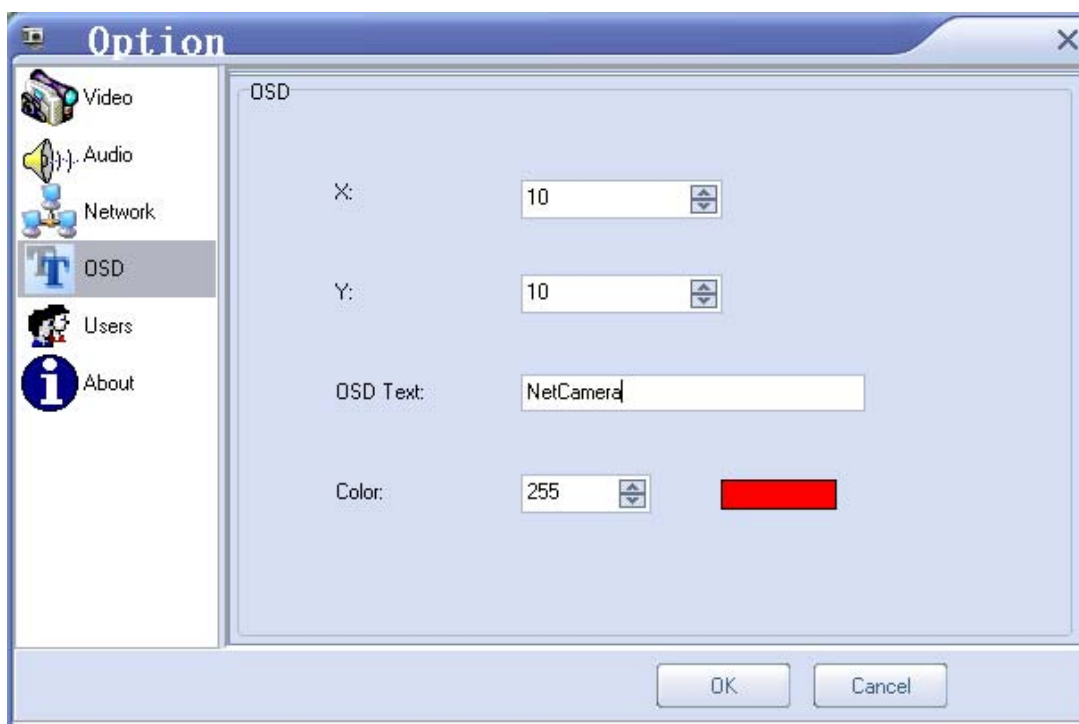 Option
Video
Audio
Network
OSD
Users
About
OSD
X: 10
Y: 10
OSD Text: NetCamera
Color: 255
OK Cancel